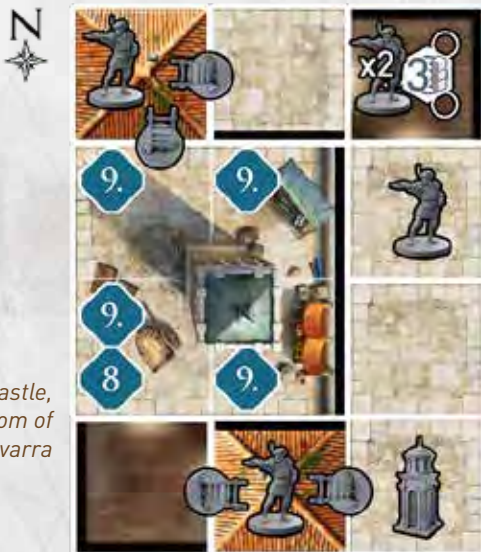 N
x2 3
9. 9.
9.
8 9.
astle,
om of
varra